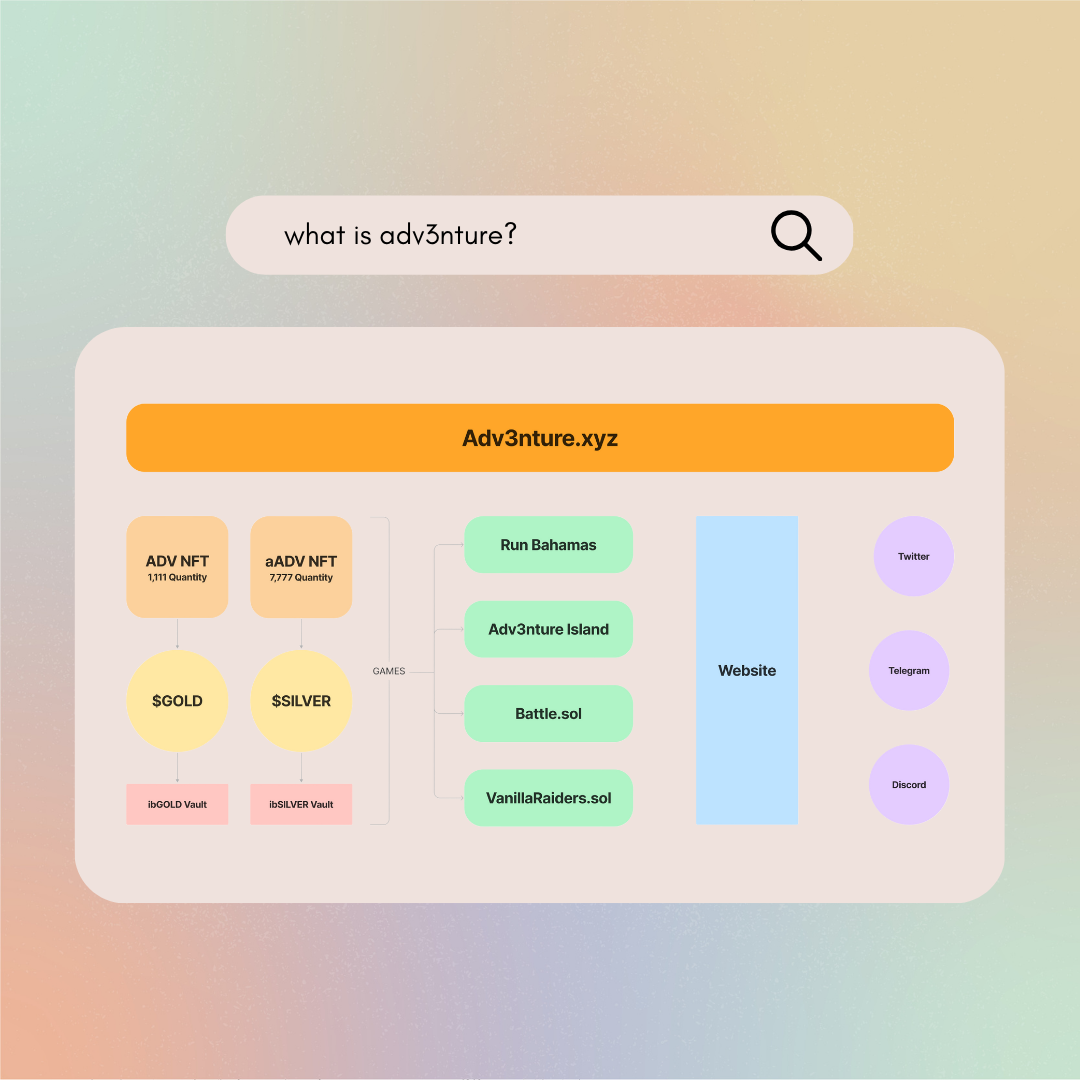 what is adv3nture?
Adv3nture.xyz
ADV NFT
1,111 Quantity
aADV NFT
7,777 Quantity
$GOLD
$SILVER
ibGOLD Vault
ibSILVER Vault
GAMES
Run Bahamas
Adv3nture Island
Battle.sol
VanillaRaiders.sol
Website
Twitter
Telegram
Discord